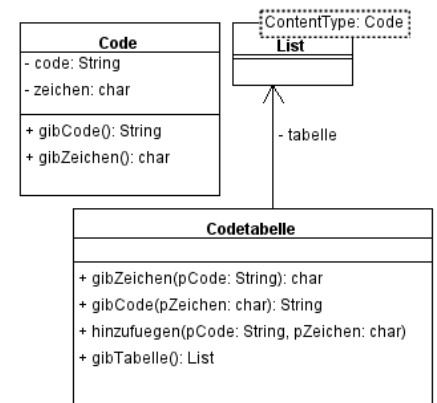 Code
- code: String
- zeichen: char
+ gibCode(): String
+ gibZeichen(): char
ContentType: Code
List
- tabelle
Codetabelle
+ gibZeichen(pCode: String): char
+ gibCode(pZeichen: char): String
+ hinzufuegen(pCode: String, pZeichen: char)
+ gibTabelle(): List